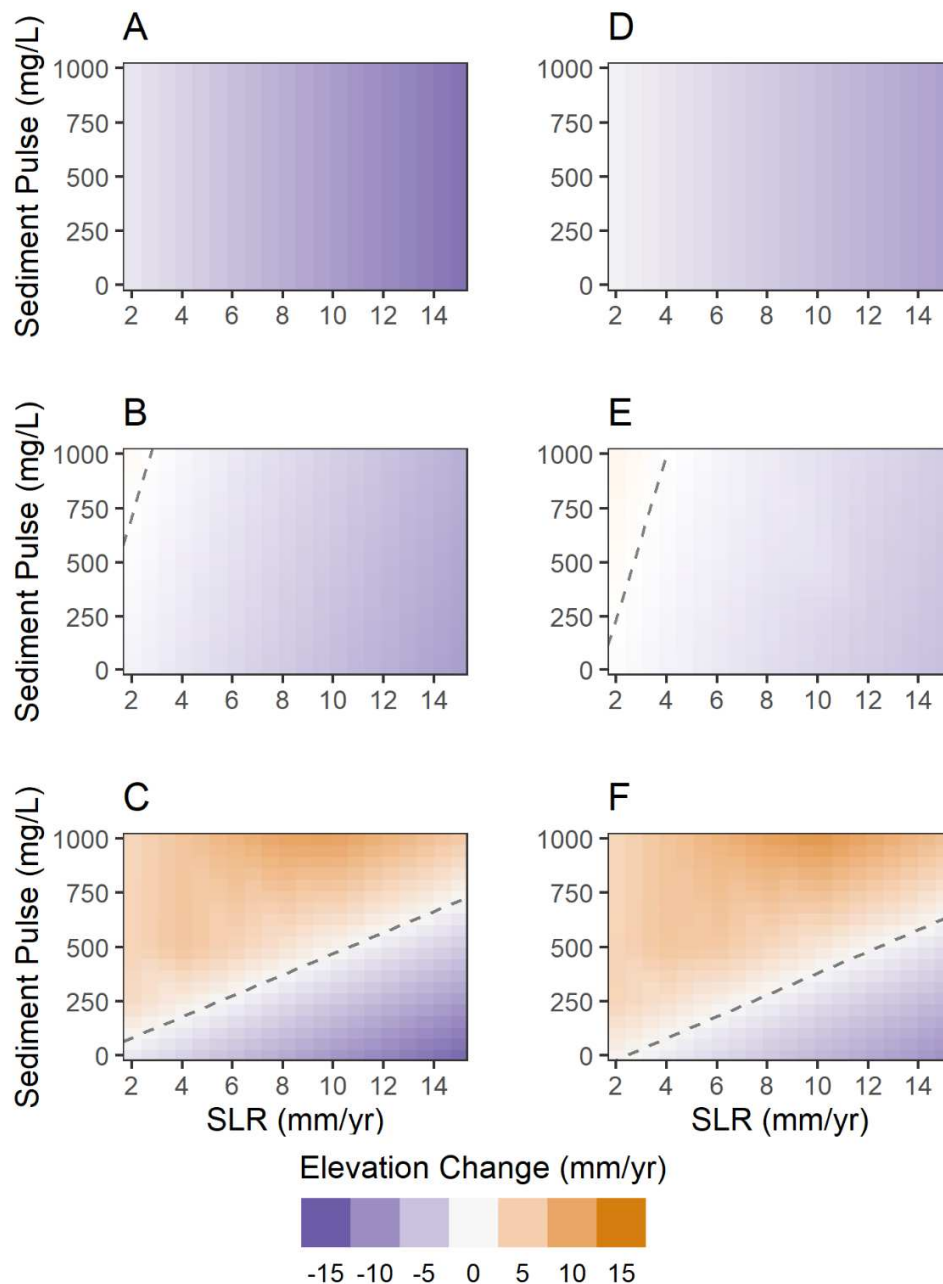 A
Sediment Pulse (mg/L)
1000
750
500
250
0
2 4 6 8 10 12 14
D
1000
750
500
250
0
2 4 6 8 10 12 14
B
Sediment Pulse (mg/L)
1000
750
500
250
0
2 4 6 8 10 12 14
E
1000
750
500
250
0
2 4 6 8 10 12 14
C
Sediment Pulse (mg/L)
1000
750
500
250
0
2 4 6 8 10 12 14
SLR (mm/yr)
F
1000
750
500
250
0
2 4 6 8 10 12 14
SLR (mm/yr)
Elevation Change (mm/yr)
-15 -10 -5 0 5 10 15